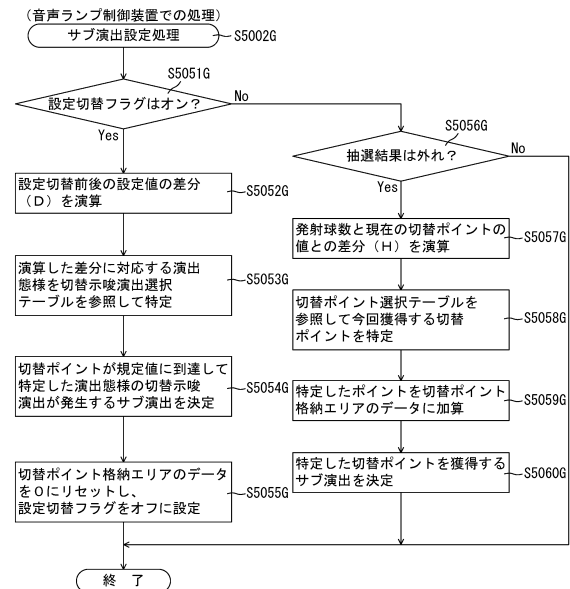 (音声ランプ制御装置での処理)
サブ演出設定処理
S5002G
S5051G
設定切替フラグはオン?
No
Yes
S5056G
抽選結果は外れ?
No
Yes
設定切替前後の設定値の差分
(D)を演算
S5052G
発射球数と現在の切替ポイントの
値との差分(H)を演算
S5057G
演算した差分に対応する演出
態様を切替示唆演出選択
テーブルを参照して特定
S5053G
切替ポイント選択テーブルを
参照して今回獲得する切替
ポイントを特定
S5058G
切替ポイントが規定値に到達して
特定した演出態様の切替示唆
演出が発生するサブ演出を決定
S5054G
特定したポイントを切替ポイント
格納エリアのデータに加算
S5059G
切替ポイント格納エリアのデータ
を0にリセットし、
設定切替フラグをオフに設定
S5055G
特定した切替ポイントを獲得する
サブ演出を決定
S5060G
終 了